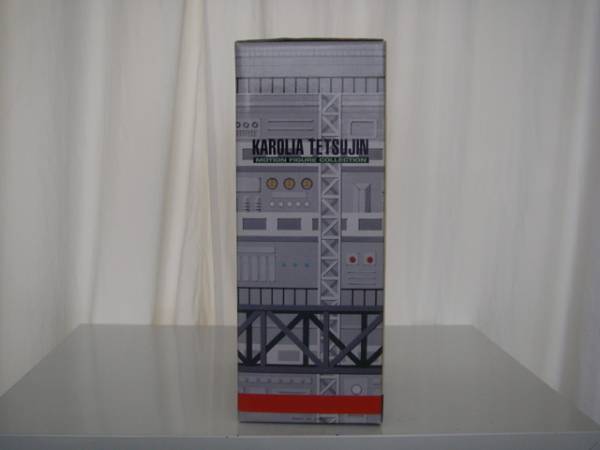 KAROLIA TETSUJIN
MOTION FIGURE COLLECTION